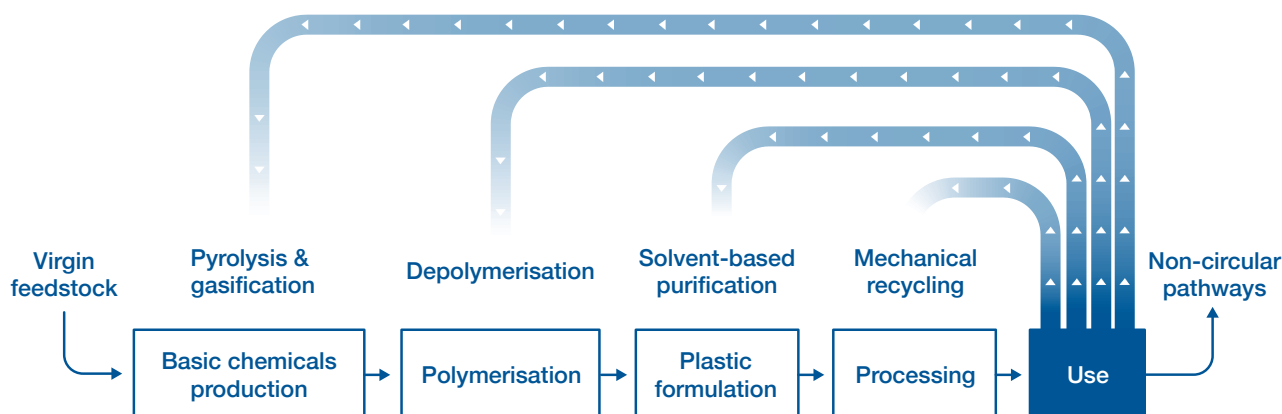 Virgin
feedstock
Pyrolysis &
gasification
Depolymerisation
Solvent-based
purification
Mechanical
recycling
Non-circular
pathways
Basic chemicals
production
Polymerisation
Plastic
formulation
Processing
Use